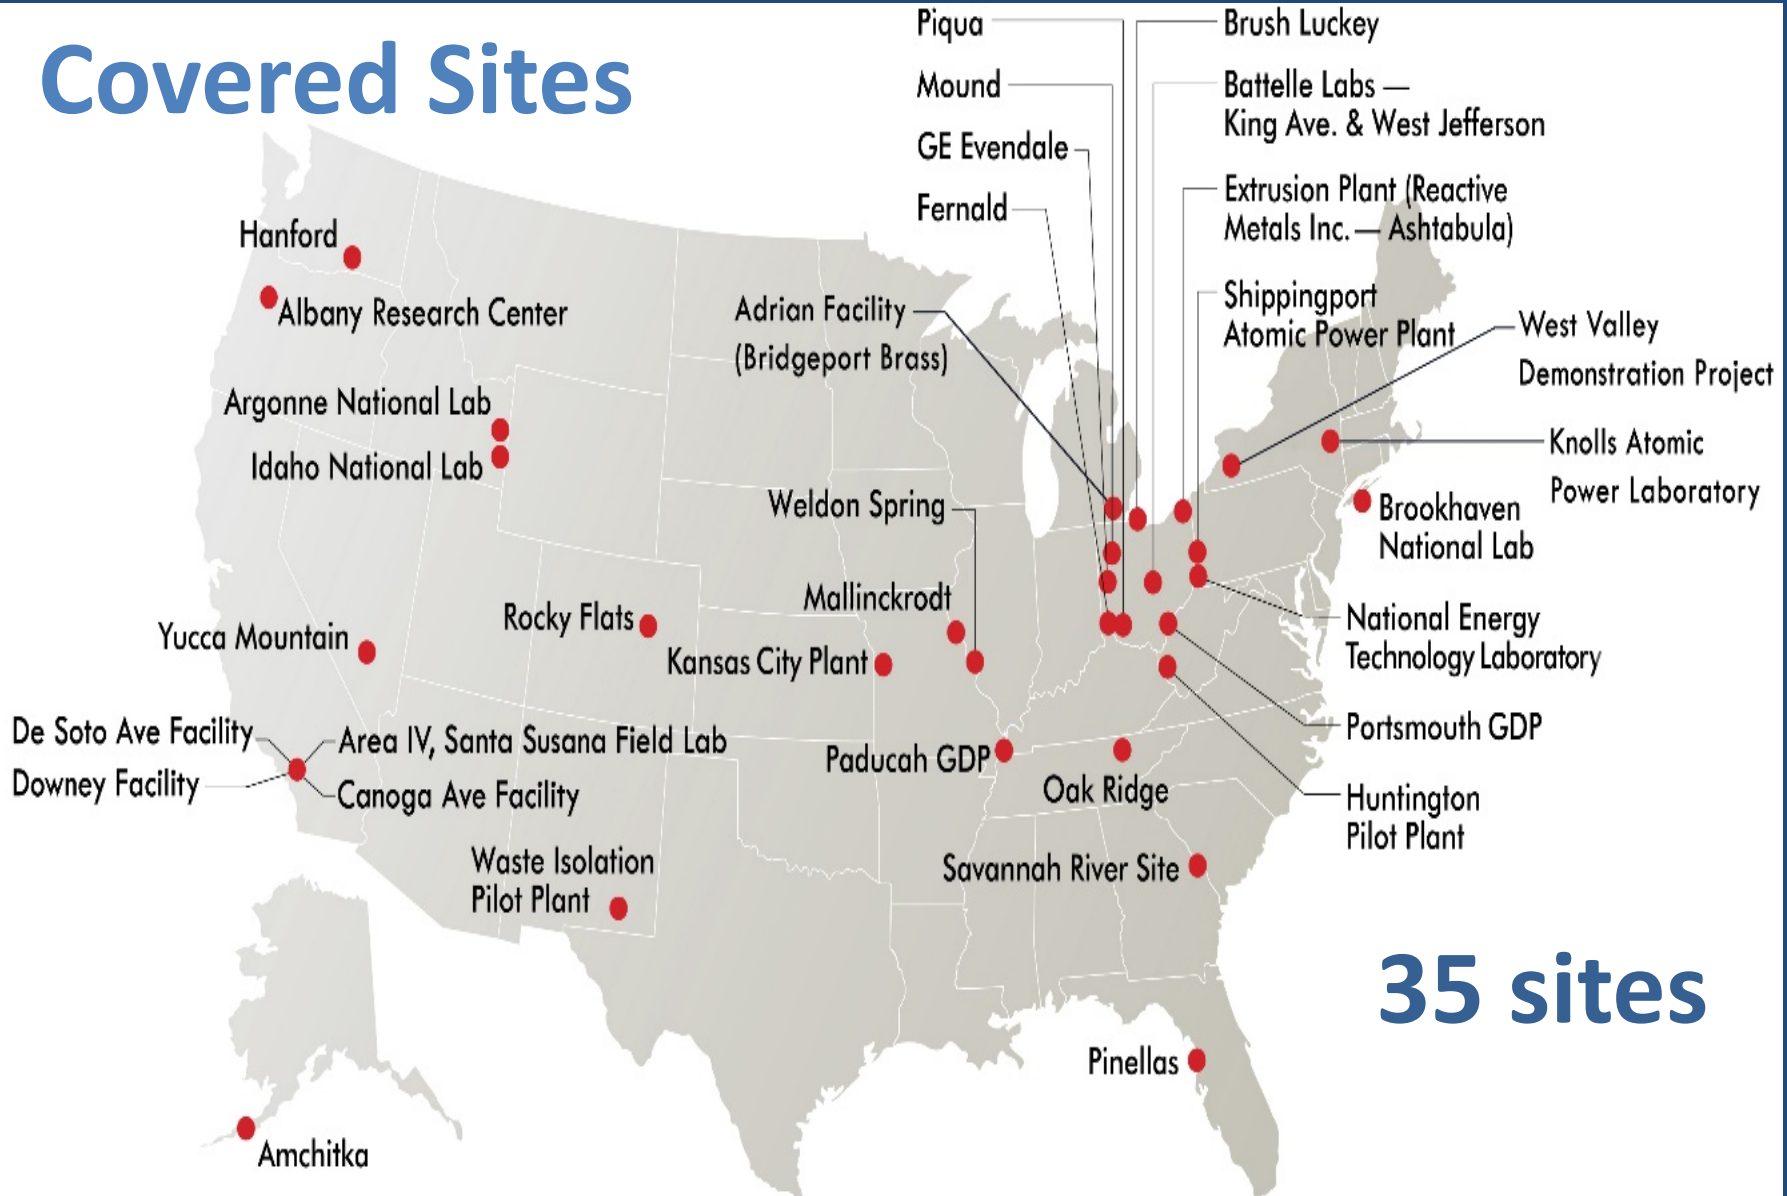 Covered Sites
Piqua
Mound
GE Evendale
Fernald
Brush Luckey
Battelle Labs —
King Ave. & West Jefferson
Extrusion Plant (Reactive
Metals Inc. — Ashtabula)
Shippingport
Atomic Power Plant
West Valley
Demonstration Project
Knolls Atomic
Power Laboratory
Brookhaven
National Lab
National Energy
Technology Laboratory
Portsmouth GDP
Huntington
Pilot Plant
Hanford
Albany Research Center
Argonne National Lab
Idaho National Lab
Adrian Facility
(Bridgeport Brass)
Weldon Spring
Mallinckrodt
Rocky Flats
Kansas City Plant
Yucca Mountain
De Soto Ave Facility
Downey Facility
Area IV, Santa Susana Field Lab
Canoga Ave Facility
Paducah GDP
Oak Ridge
Waste Isolation
Pilot Plant
Savannah River Site
35 sites
Pinellas
Amchitka